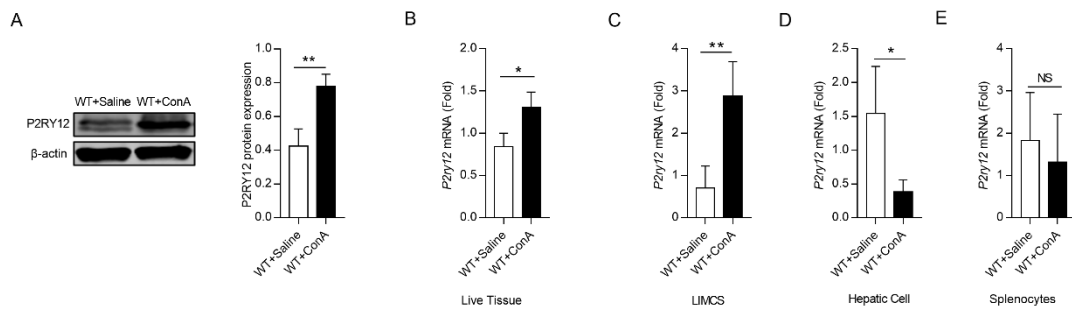 A
WT+Saline WT+ConA
P2RY12
β-actin
P2RY12 protein expression
1.0
0.8
0.6
0.4
0.2
0.0
**
WT+Saline
WT+ConA
B
P2ry12 mRNA (Fold)
2.0
1.5
1.0
0.5
0.0
*
WT+Saline
WT+ConA
Live Tissue
C
P2ry12 mRNA (Fold)
4
3
2
1
0
**
WT+Saline
WT+ConA
LIMCS
D
P2ry12 mRNA (Fold)
2.5
2.0
1.5
1.0
0.5
0.0
*
WT+Saline
WT+ConA
Hepatic Cell
E
P2ry12 mRNA (Fold)
4
3
2
1
0
NS
WT+Saline
WT+ConA
Splenocytes